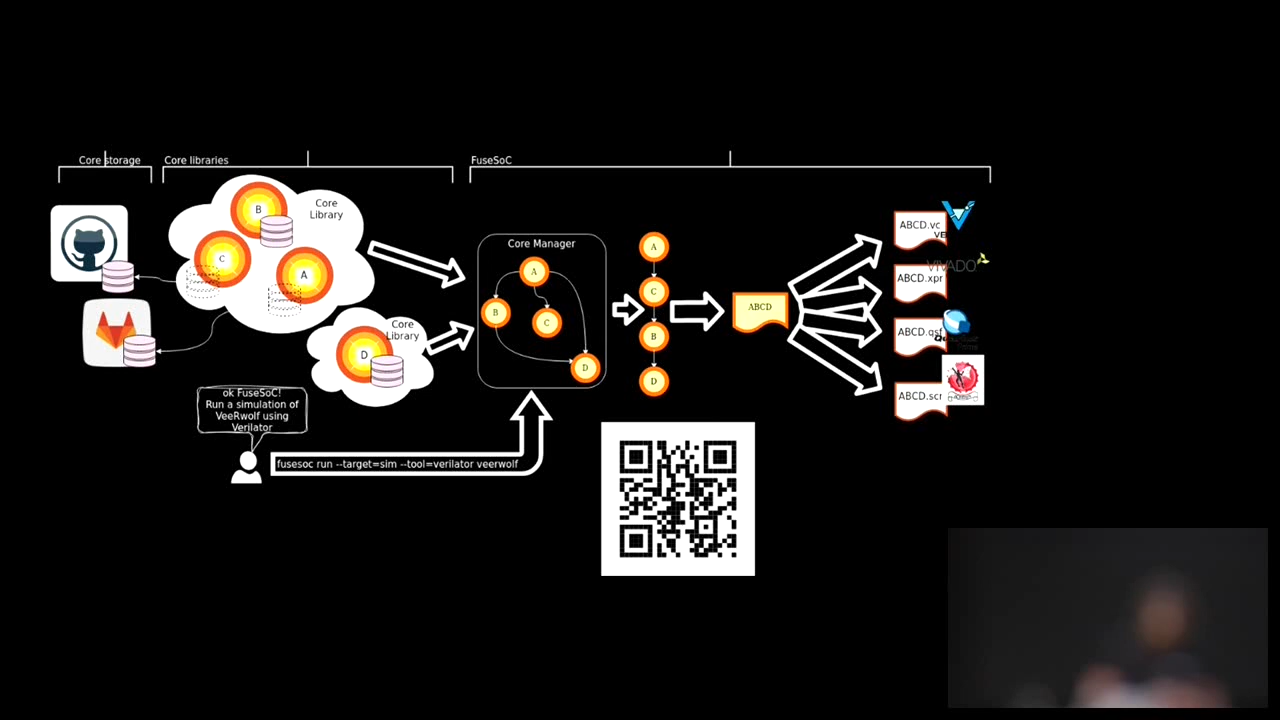 Core storage
Core libraries
FuseSoC
B
C
A
Core
Library
D
Core
Library
Core Manager
A
B
C
D
A
C
B
D
ABCD
ABCD.vc
VE
VIVADO
ABCD.xpr
ABCD.qsf
ABCD.scr
ok FuseSoC!
Run a simulation of
VeeRwolf using
Verilator
fusesoc run --target=sim --tool=verilator veerwolf